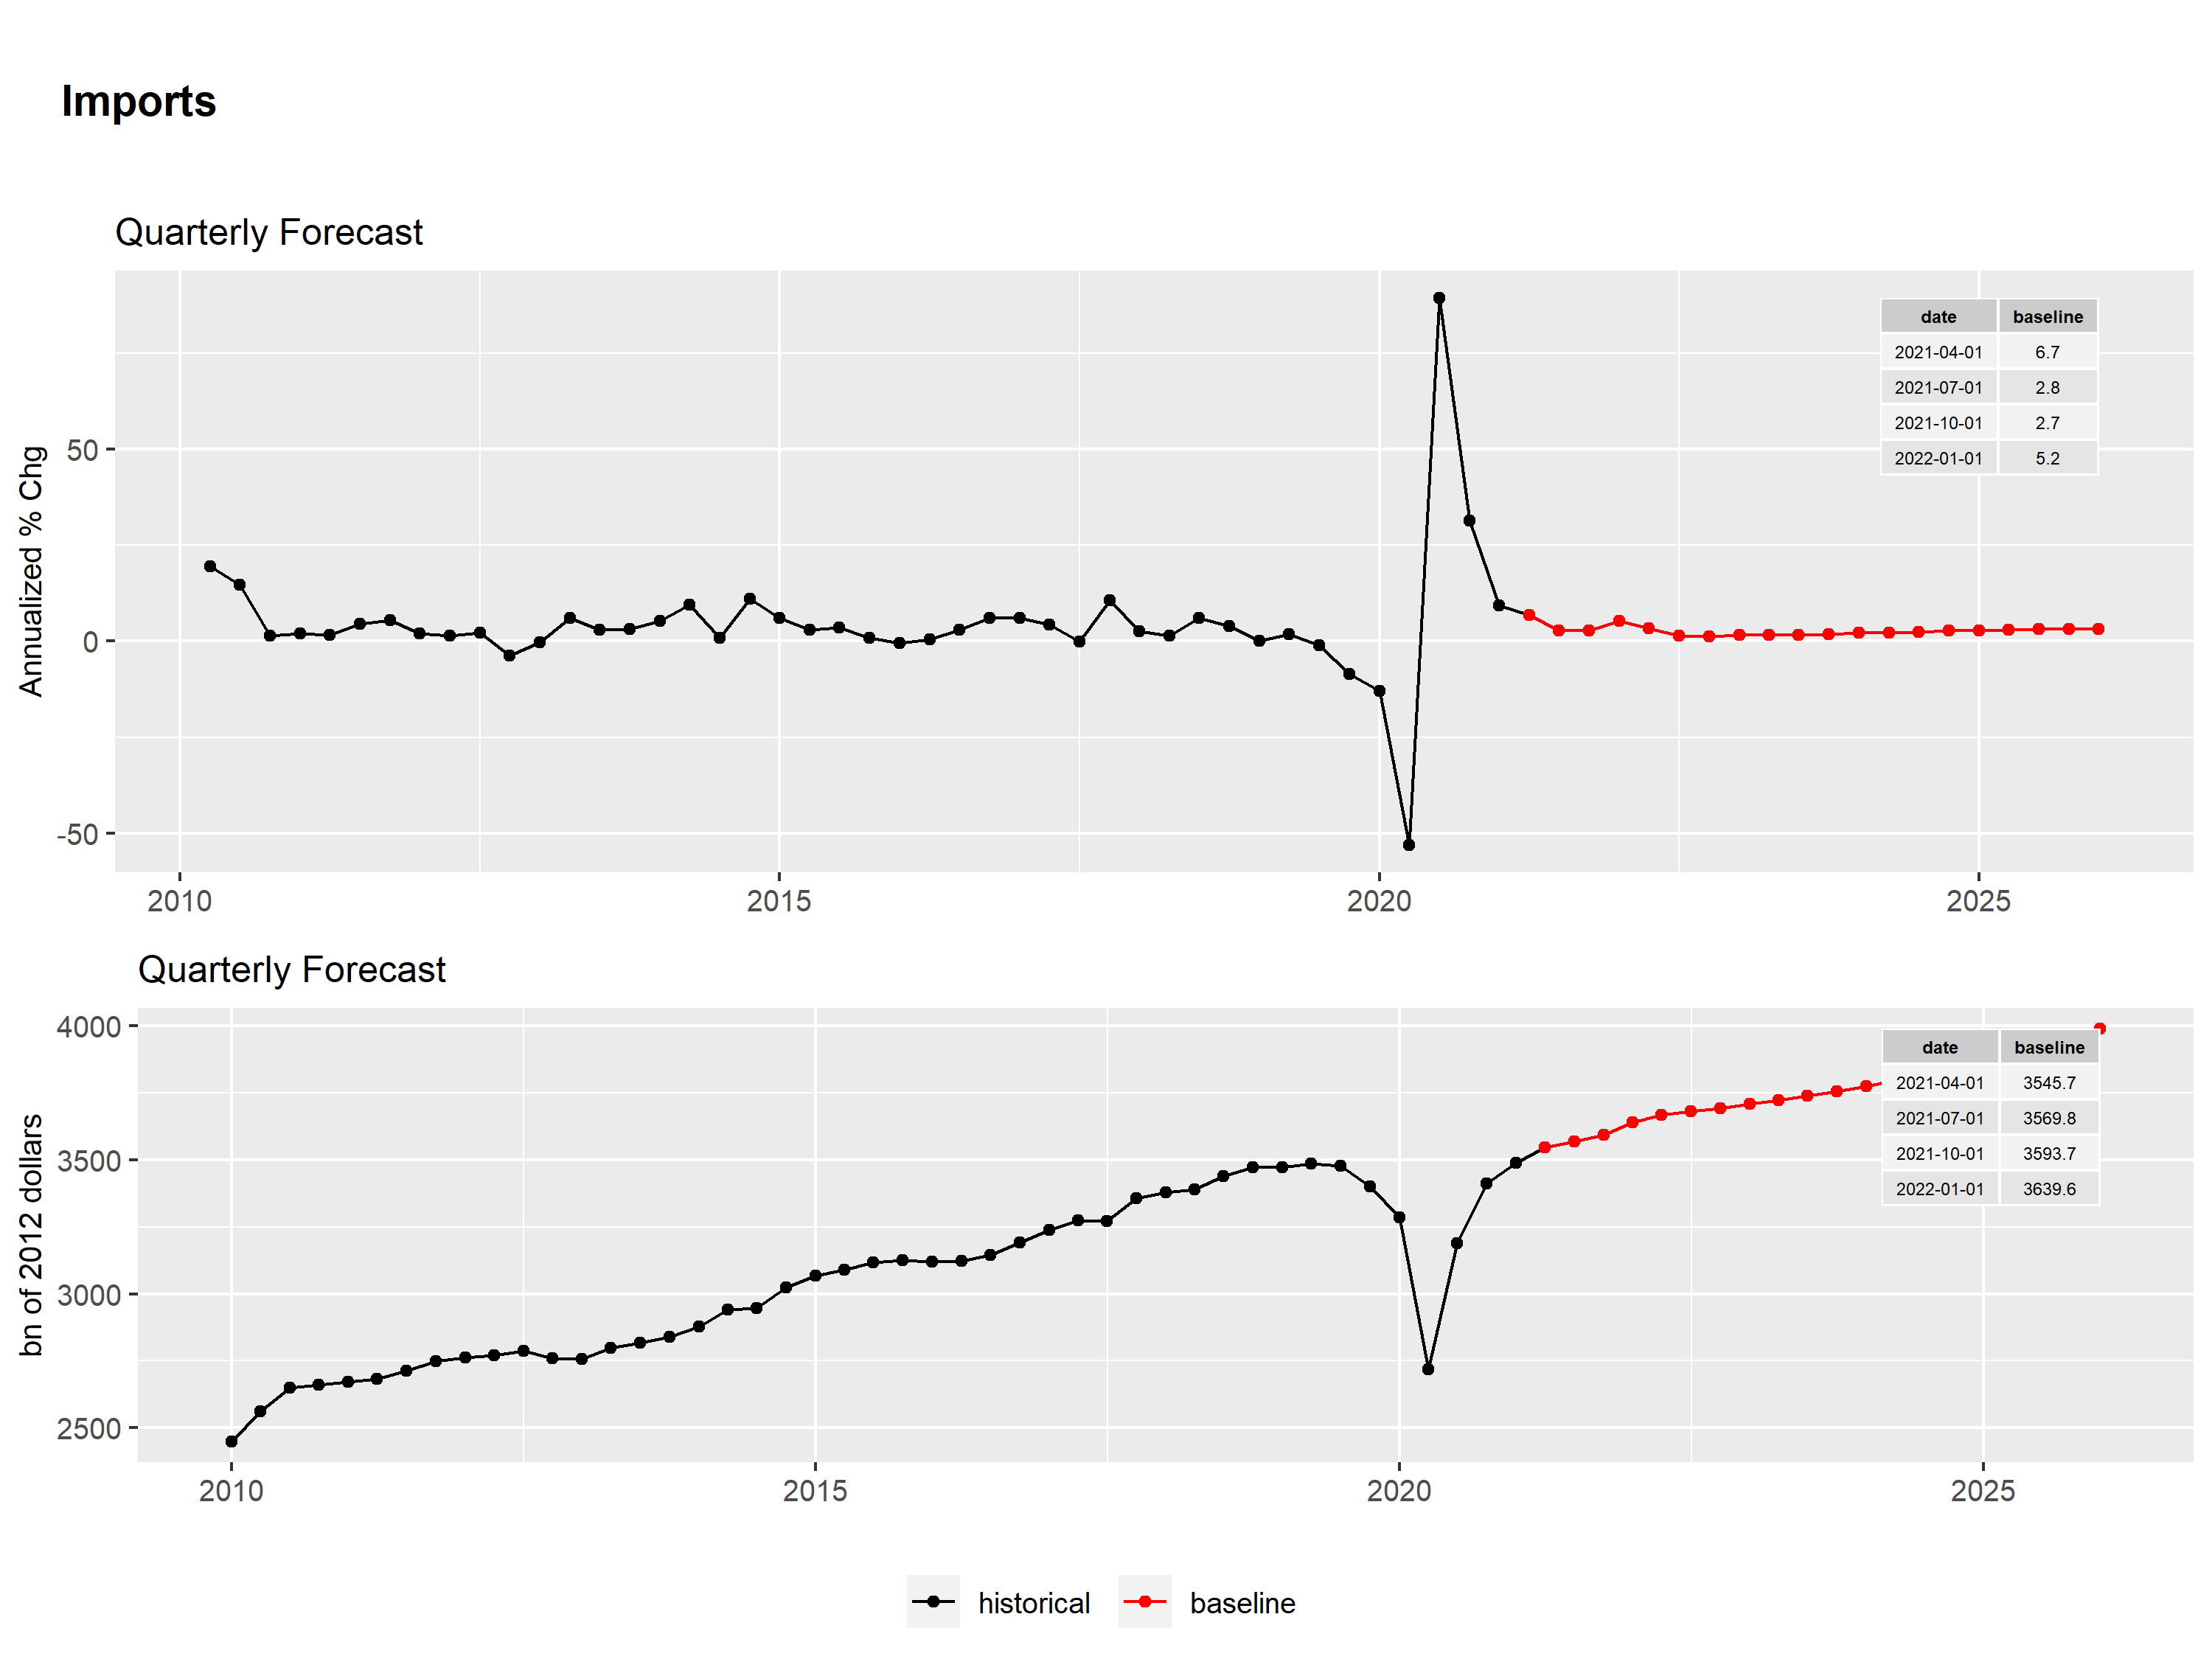 Imports
Quarterly Forecast
Annualized % Chg
50
0
-50
date baseline
2021-04-01 6.7
2021-07-01 2.8
2021-10-01 2.7
2022-01-01 5.2
2010 2015 2020 2025
Quarterly Forecast
bn of 2012 dollars
4000
3500
3000
2500
date baseline
2021-04-01 3545.7
2021-07-01 3569.8
2021-10-01 3593.7
2022-01-01 3639.6
2010 2015 2020 2025
historical baseline